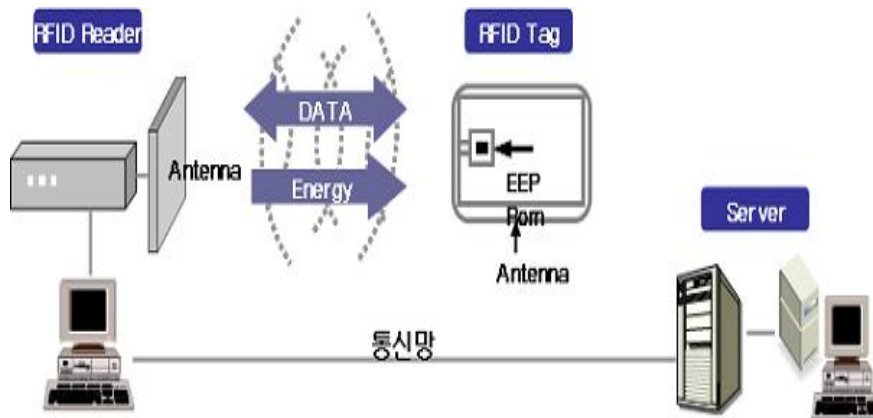 RFID Reader
RFID Tag
DATA
Antenna
Energy
EEP
Rom
Antenna
Server
통신망